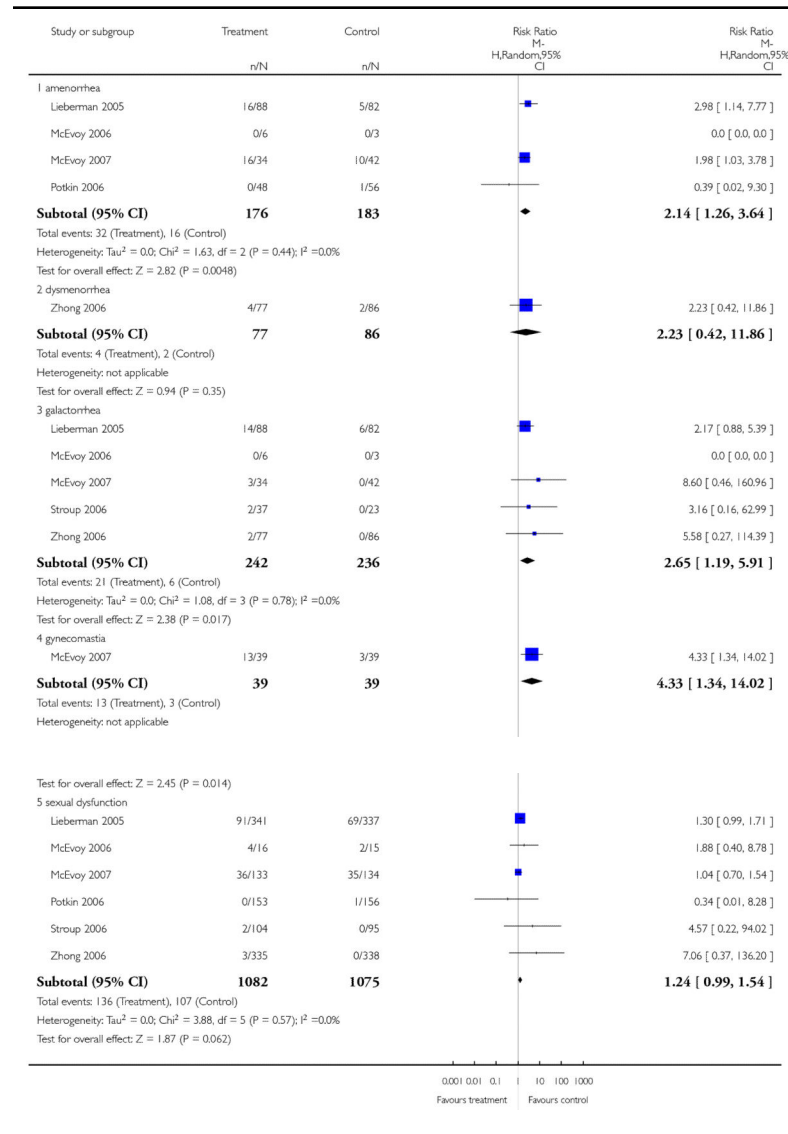 Study or subgroup Treatment Control Risk Ratio Risk Ratio
M- M-
H,Random,95% H,Random,95%
n/N n/N CI CI
1 amenorrhea
Lieberman 2005 16/88 5/82 2.98 [ 1.14, 7.77 ]
McEvoy 2006 0/6 0/3 0.0 [ 0.0, 0.0 ]
McEvoy 2007 16/34 10/42 1.98 [ 1.03, 3.78 ]
Potkin 2006 0/48 1/56 0.39 [ 0.02, 9.30 ]
Subtotal (95% CI) 176 183 2.14 [ 1.26, 3.64 ]
Total events: 32 (Treatment), 16 (Control)
Heterogeneity: Tau² = 0.0; Chi² = 1.63, df = 2 (P = 0.44); I² =0.0%
Test for overall effect: Z = 2.82 (P = 0.0048)
2 dysmenorrhea
Zhong 2006 4/77 2/86 2.23 [ 0.42, 11.86 ]
Subtotal (95% CI) 77 86 2.23 [ 0.42, 11.86 ]
Total events: 4 (Treatment), 2 (Control)
Heterogeneity: not applicable
Test for overall effect: Z = 0.94 (P = 0.35)
3 galactorrhea
Lieberman 2005 14/88 6/82 2.17 [ 0.88, 5.39 ]
McEvoy 2006 0/6 0/3 0.0 [ 0.0, 0.0 ]
McEvoy 2007 3/34 0/42 8.60 [ 0.46, 160.96 ]
Stroup 2006 2/37 0/23 3.16 [ 0.16, 62.99 ]
Zhong 2006 2/77 0/86 5.58 [ 0.27, 114.39 ]
Subtotal (95% CI) 242 236 2.65 [ 1.19, 5.91 ]
Total events: 21 (Treatment), 6 (Control)
Heterogeneity: Tau² = 0.0; Chi² = 1.08, df = 3 (P = 0.78); I² =0.0%
Test for overall effect: Z = 2.38 (P = 0.017)
4 gynecomastia
McEvoy 2007 13/39 3/39 4.33 [ 1.34, 14.02 ]
Subtotal (95% CI) 39 39 4.33 [ 1.34, 14.02 ]
Total events: 13 (Treatment), 3 (Control)
Heterogeneity: not applicable
Test for overall effect: Z = 2.45 (P = 0.014)
5 sexual dysfunction
Lieberman 2005 91/341 69/337 1.30 [ 0.99, 1.71 ]
McEvoy 2006 4/16 2/15 1.88 [ 0.40, 8.78 ]
McEvoy 2007 36/133 35/134 1.04 [ 0.70, 1.54 ]
Potkin 2006 0/153 1/156 0.34 [ 0.01, 8.28 ]
Stroup 2006 2/104 0/95 4.57 [ 0.22, 94.02 ]
Zhong 2006 3/335 0/338 7.06 [ 0.37, 136.20 ]
Subtotal (95% CI) 1082 1075 1.24 [ 0.99, 1.54 ]
Total events: 136 (Treatment), 107 (Control)
Heterogeneity: Tau² = 0.0; Chi² = 3.88, df = 5 (P = 0.57); I² =0.0%
Test for overall effect: Z = 1.87 (P = 0.062)
0.001 0.01 0.1 1 10 100 1000
Favours treatment Favours control